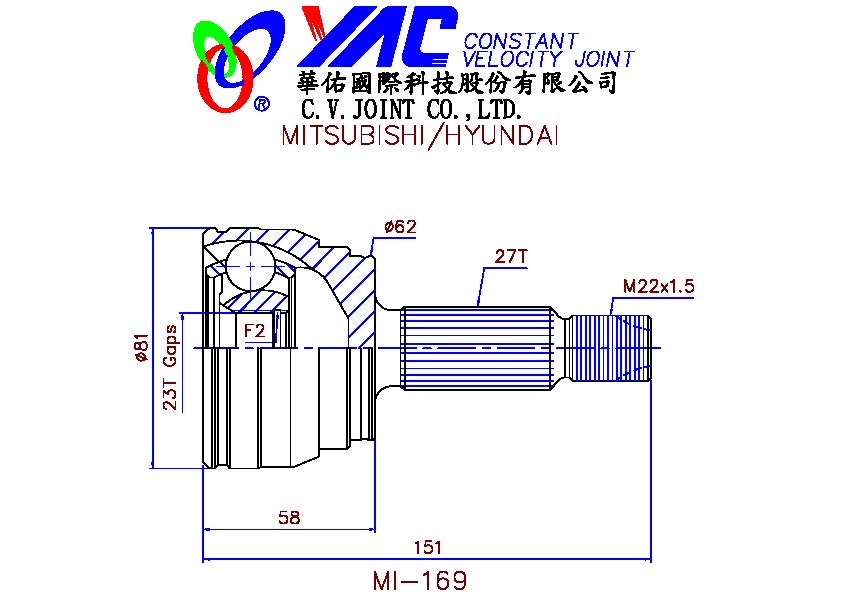 YAC CONSTANT
VELOCITY JOINT
華佑國際科技股份有限公司
®
C.V.JOINT CO.,LTD.
MITSUBISHI/HYUNDAI
ø62
27T
M22x1.5
F2
ø81
23T Gaps
58
151
MI-169